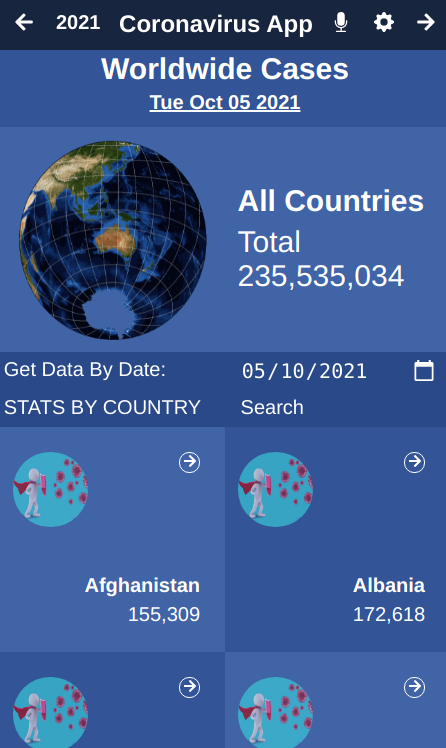 2021 Coronavirus App
Worldwide Cases
Tue Oct 05 2021
All Countries
Total
235,535,034
Get Data By Date: 05/10/2021
STATS BY COUNTRY Search
Afghanistan
155,309
Albania
172,618